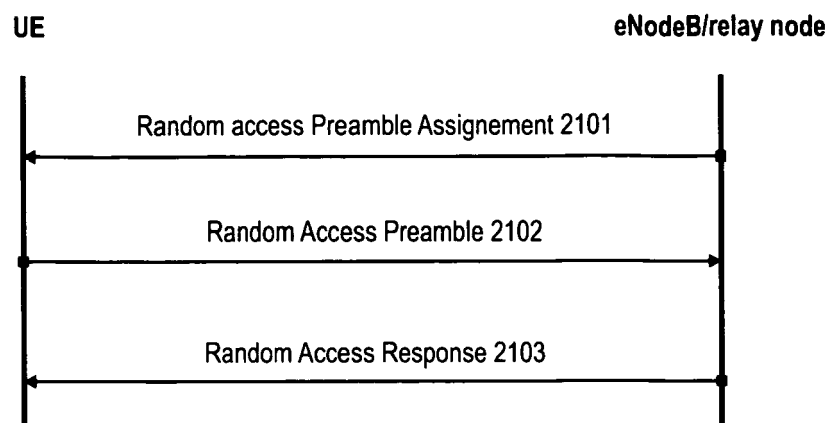 UE
eNodeB/relay node
Random access Preamble Assignement 2101
Random Access Preamble 2102
Random Access Response 2103